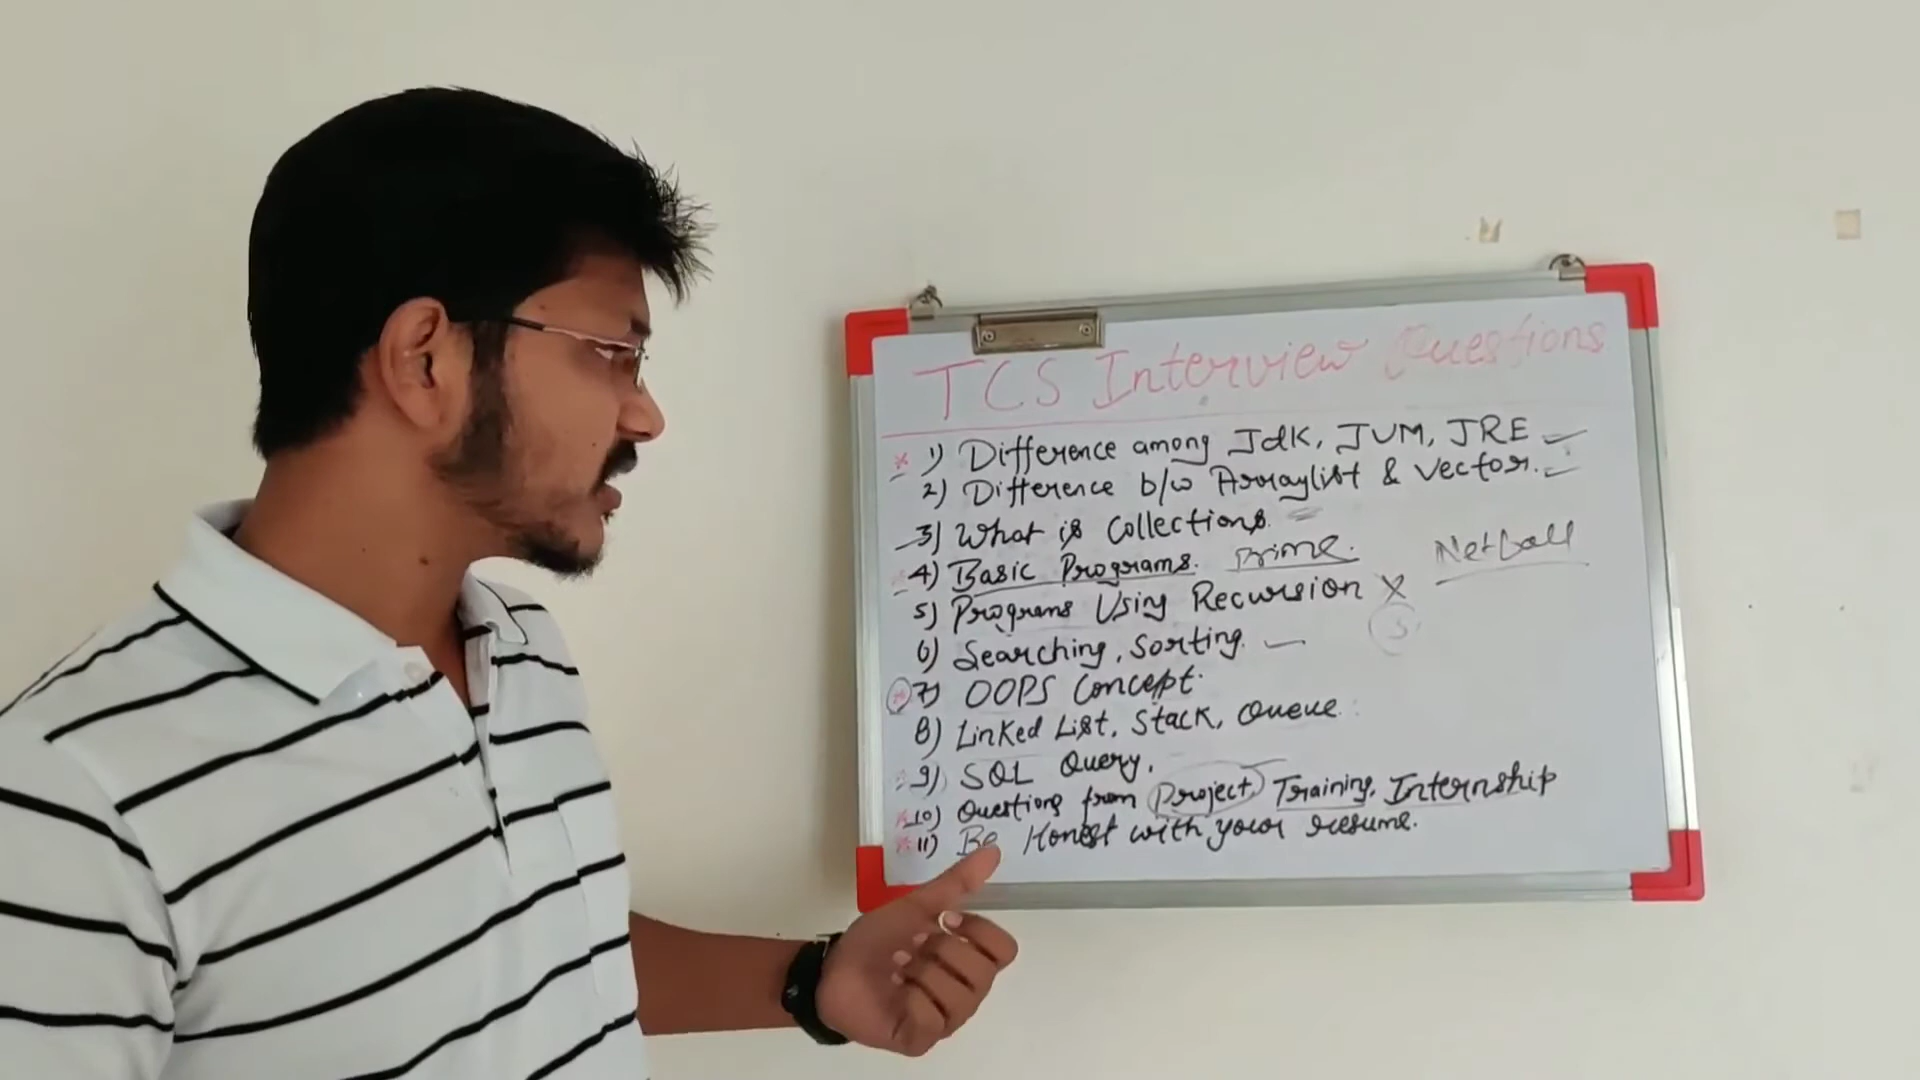 TCS Interview Questions
1) Difference among Jdk, JVM, JRE
2) Difference b/w Arraylist & Vector.
3) What is Collections.
4) Basic Programs. Prime. Netball
5) Programs Using Recursion X
6) Searching, Sorting.
7) OOPS Concept.
8) Linked List, Stack, Queue.
9) SQL Query.
10) Questions from Project, Training, Internship
11) Be Honest with your resume.